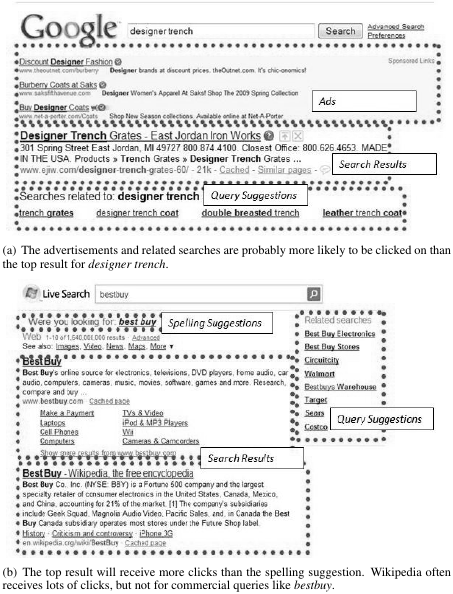 Google
designer trench
Search
Advanced Search
Preferences
Discount Designer Fashion
Sponsored Links
www.theoutnet.com/burberry Designer brands at discount prices. theOutnet.com. It's chic-onomics!
Burberry Coats at Saks
www.saksfifthavenue.com Designer Women's Apparel At Saks! Shop The 2009 Spring Collection
Ads
Buy Designer Coats
www.net-a-porter.com/Coats Shop New Season collections. Available online at Net-A-Porter
Designer Trench Grates - East Jordan Iron Works
301 Spring Street East Jordan, MI 49727 800.874.4100. Closest Office: 800.626.4653. MADE
IN THE USA. Products » Trench Grates » Designer Trench Grates ...
www.ejiw.com/designer-trench-grates-60/ - 21k - Cached - Similar pages -
Search Results
Searches related to: designer trench
Query Suggestions
trench grates designer trench coat double breasted trench leather trench coat
(a) The advertisements and related searches are probably more likely to be clicked on than
the top result for designer trench.
Live Search
bestbuy
Were you looking for: best buy
Spelling Suggestions
Web 1-10 of 1,540,000,000 results · Advanced
See also: Images, Video, News, Maps, More ▼
BestBuy
Best Buy's online source for electronics, televisions, DVD players, home audio, car
audio, computers, cameras, music, movies, software, games and more. Research,
compare and buy ...
www.bestbuy.com · Cached page
Make a Payment TVs & Video
Laptops iPod & MP3 Players
Cell Phones Wii
Computers Cameras & Camcorders
Show more results from www.bestbuy.com
Related searches
Best Buy Electronics
Best Buy Stores
Circuitcity
Walmart
Bestbuys Warehouse
Target
Sears
Costco
Query Suggestions
Search Results
BestBuy - Wikipedia, the free encyclopedia
Best Buy Co., Inc. (NYSE: BBY) is a Fortune 500 company and the largest
specialty retailer of consumer electronics in the United States, Canada, Mexico,
and China, accounting for 21% of the market. [1] The company's subsidiaries
include Geek Squad, Magnolia Audio Video, Pacific Sales, and, in Canada the Best
Buy Canada subsidiary operates most stores under the Future Shop label.
History · Criticism and controversy · iPhone 3G
en.wikipedia.org/wiki/BestBuy · Cached page
(b) The top result will receive more clicks than the spelling suggestion. Wikipedia often
receives lots of clicks, but not for commercial queries like bestbuy.